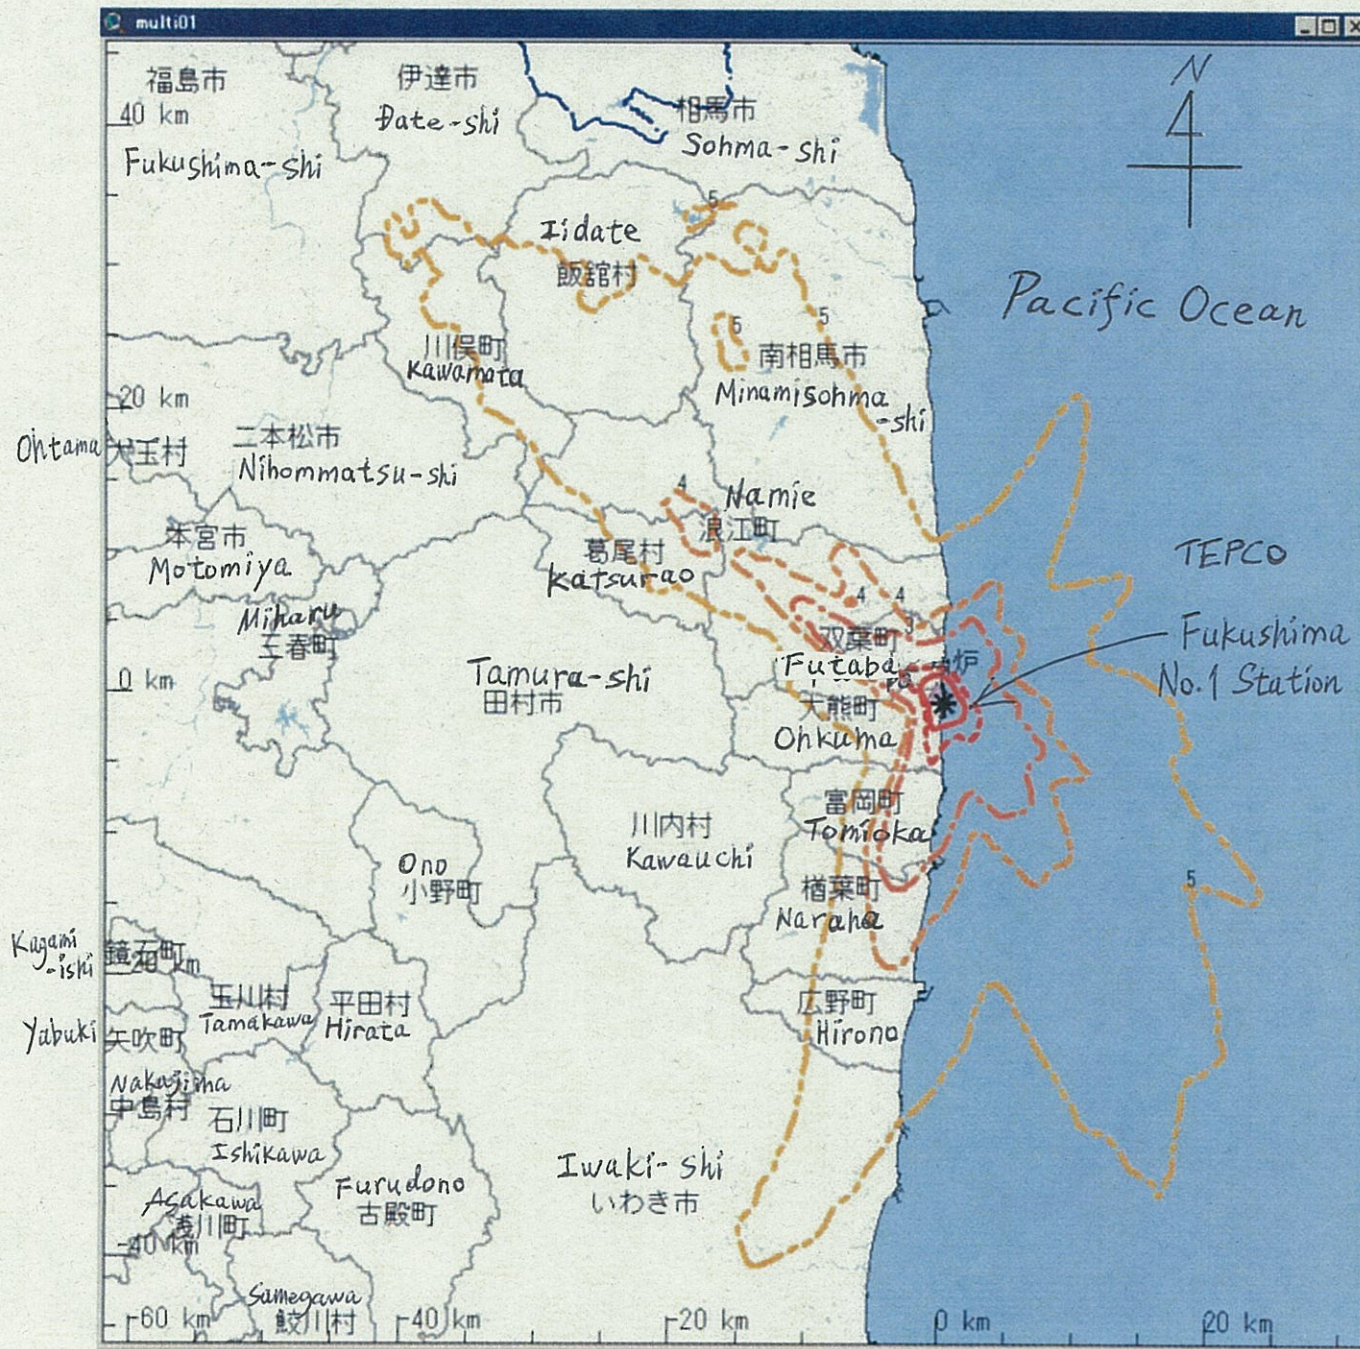 multi01
福島市
伊達市
相馬市
40 km
Date-shi
Sohma-shi
Fukushima-shi
N
5
Iidate
飯舘村
Pacific Ocean
5
5
川俣町
Kawamata
南相馬市
Minamisohma
-shi
20 km
Ohtama
大玉村
二本松市
Nihommatsu-shi
4
Namie
浪江町
本宮市
Motomiya
葛尾村
Katsurao
TEPCO
4
4
3
Miharu
三春町
双葉町
Futaba
炉
Fukushima
No.1 Station
0 km
Tamura-shi
田村市
大熊町
Ohkuma
富岡町
Tomioka
川内村
Kawauchi
Ono
小野町
楢葉町
Naraha
5
Kagami
-ishi
鏡石町
-20 km
玉川村
Tamakawa
平田村
Hirata
広野町
Hirono
Yabuki
矢吹町
Nakajima
中島村
石川町
Ishikawa
Iwaki-shi
いわき市
Furudono
古殿町
Asakawa
浅川町
-40 km
Samegawa
鮫川村
-60 km
-40 km
-20 km
0 km
20 km